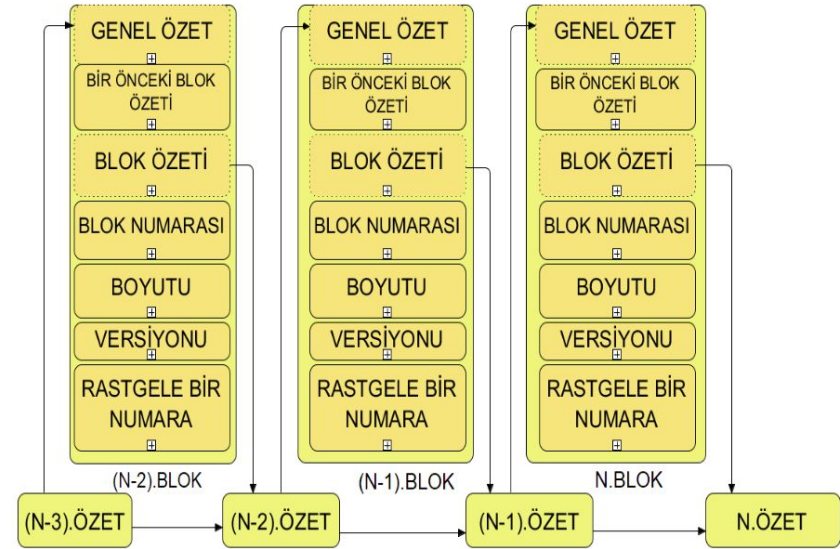 GENEL ÖZET
BİR ÖNCEKİ BLOK
ÖZETİ
BLOK ÖZETİ
BLOK NUMARASI
BOYUTU
VERSİYONU
RASTGELE BİR
NUMARA
(N-2).BLOK
GENEL ÖZET
BİR ÖNCEKİ BLOK
ÖZETİ
BLOK ÖZETİ
BLOK NUMARASI
BOYUTU
VERSİYONU
RASTGELE BİR
NUMARA
(N-1).BLOK
GENEL ÖZET
BİR ÖNCEKİ BLOK
ÖZETİ
BLOK ÖZETİ
BLOK NUMARASI
BOYUTU
VERSİYONU
RASTGELE BİR
NUMARA
N.BLOK
(N-3).ÖZET
(N-2).ÖZET
(N-1).ÖZET
N.ÖZET